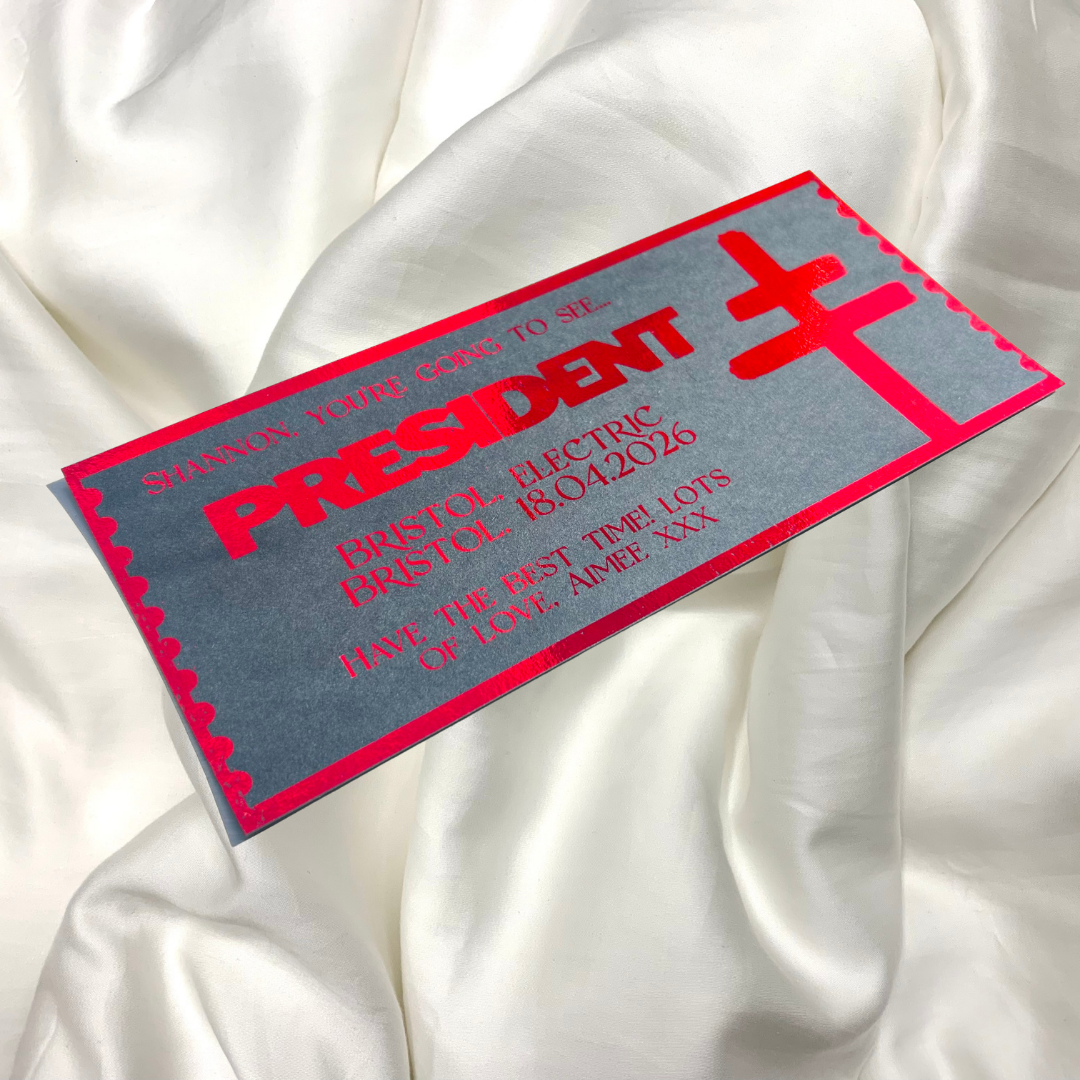 Shannon, you're going to see...
PRESIDENT
BRISTOL, ELECTRIC
BRISTOL, 18.04.2026
Have the best time! Lots
of love, Aimee xxx